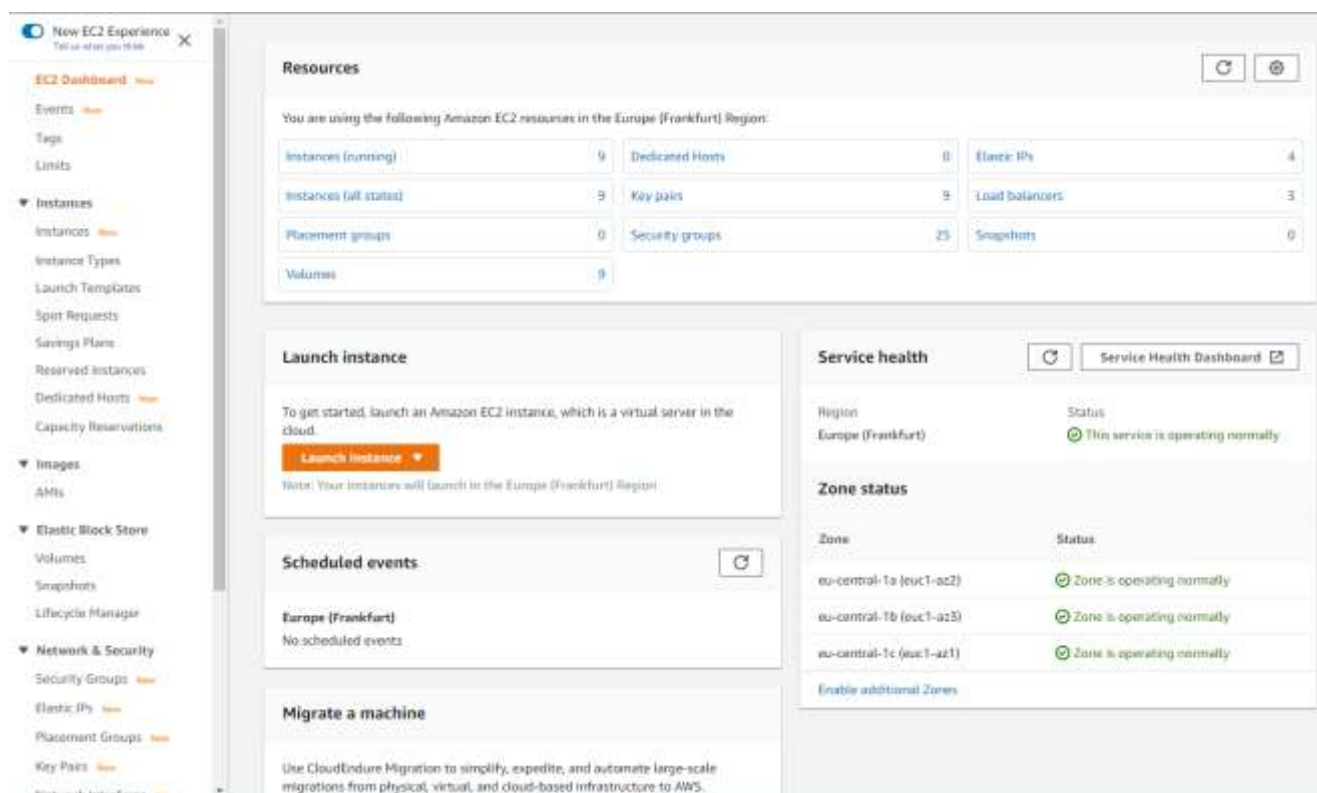 New EC2 Experience
Tell us what you think
EC2 Dashboard New
Events New
Tags
Limits
Instances
Instances New
Instance Types
Launch Templates
Spot Requests
Savings Plans
Reserved Instances
Dedicated Hosts New
Capacity Reservations
Images
AMIs
Elastic Block Store
Volumes
Snapshots
Lifecycle Manager
Network & Security
Security Groups New
Elastic IPs New
Placement Groups New
Key Pairs New
Resources
You are using the following Amazon EC2 resources in the Europe (Frankfurt) Region:
Instances (running) 9 Dedicated Hosts 0 Elastic IPs 4
Instances (all states) 9 Key pairs 9 Load balancers 3
Placement groups 0 Security groups 25 Snapshots 0
Volumes 9
Launch instance
To get started, launch an Amazon EC2 instance, which is a virtual server in the
cloud.
Launch instance
Note: Your instances will launch in the Europe (Frankfurt) Region
Scheduled events
Europe (Frankfurt)
No scheduled events
Migrate a machine
Use CloudEndure Migration to simplify, expedite, and automate large-scale
migrations from physical, virtual, and cloud-based infrastructure to AWS.
Service health
Service Health Dashboard
Region Status
Europe (Frankfurt) This service is operating normally
Zone status
Zone Status
eu-central-1a (euc1-az2) Zone is operating normally
eu-central-1b (euc1-az3) Zone is operating normally
eu-central-1c (euc1-az1) Zone is operating normally
Enable additional Zones